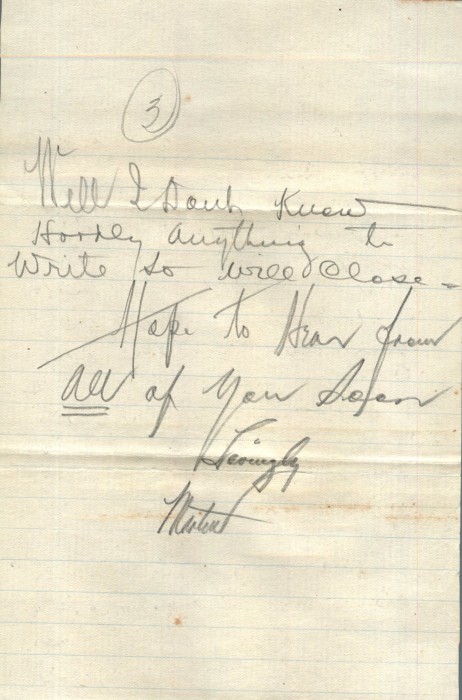 3
Well I Dont Know
Hardly Anything to
Write so will Close -
Hope to Hear from
All of You Soon
Lovingly